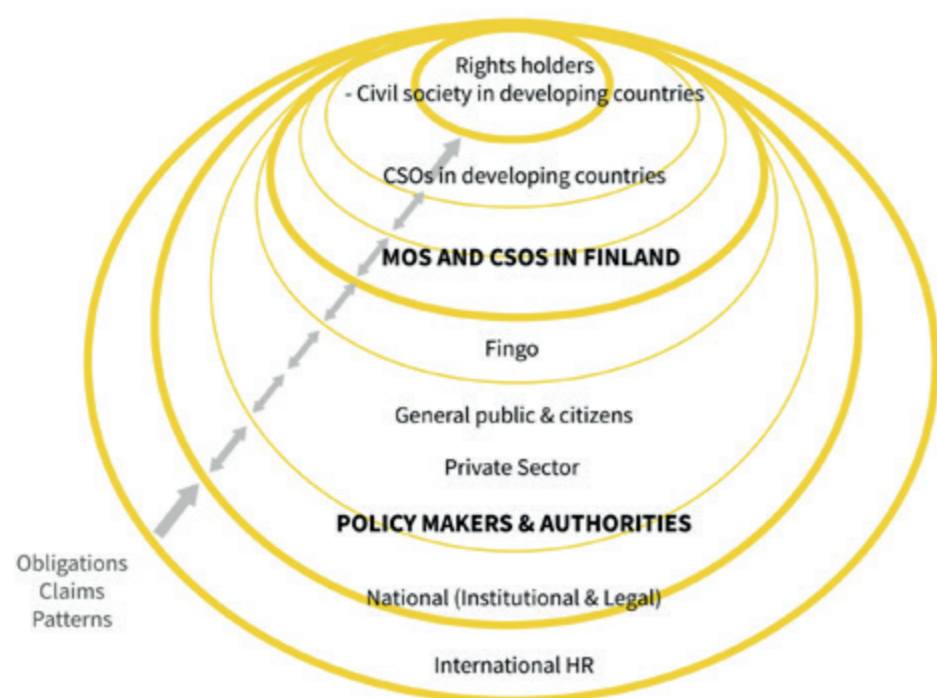 Rights holders
- Civil society in developing countries
CSOs in developing countries
MOS AND CSOS IN FINLAND
Fingo
General public & citizens
Private Sector
POLICY MAKERS & AUTHORITIES
Obligations
Claims
Patterns
National (Institutional & Legal)
International HR